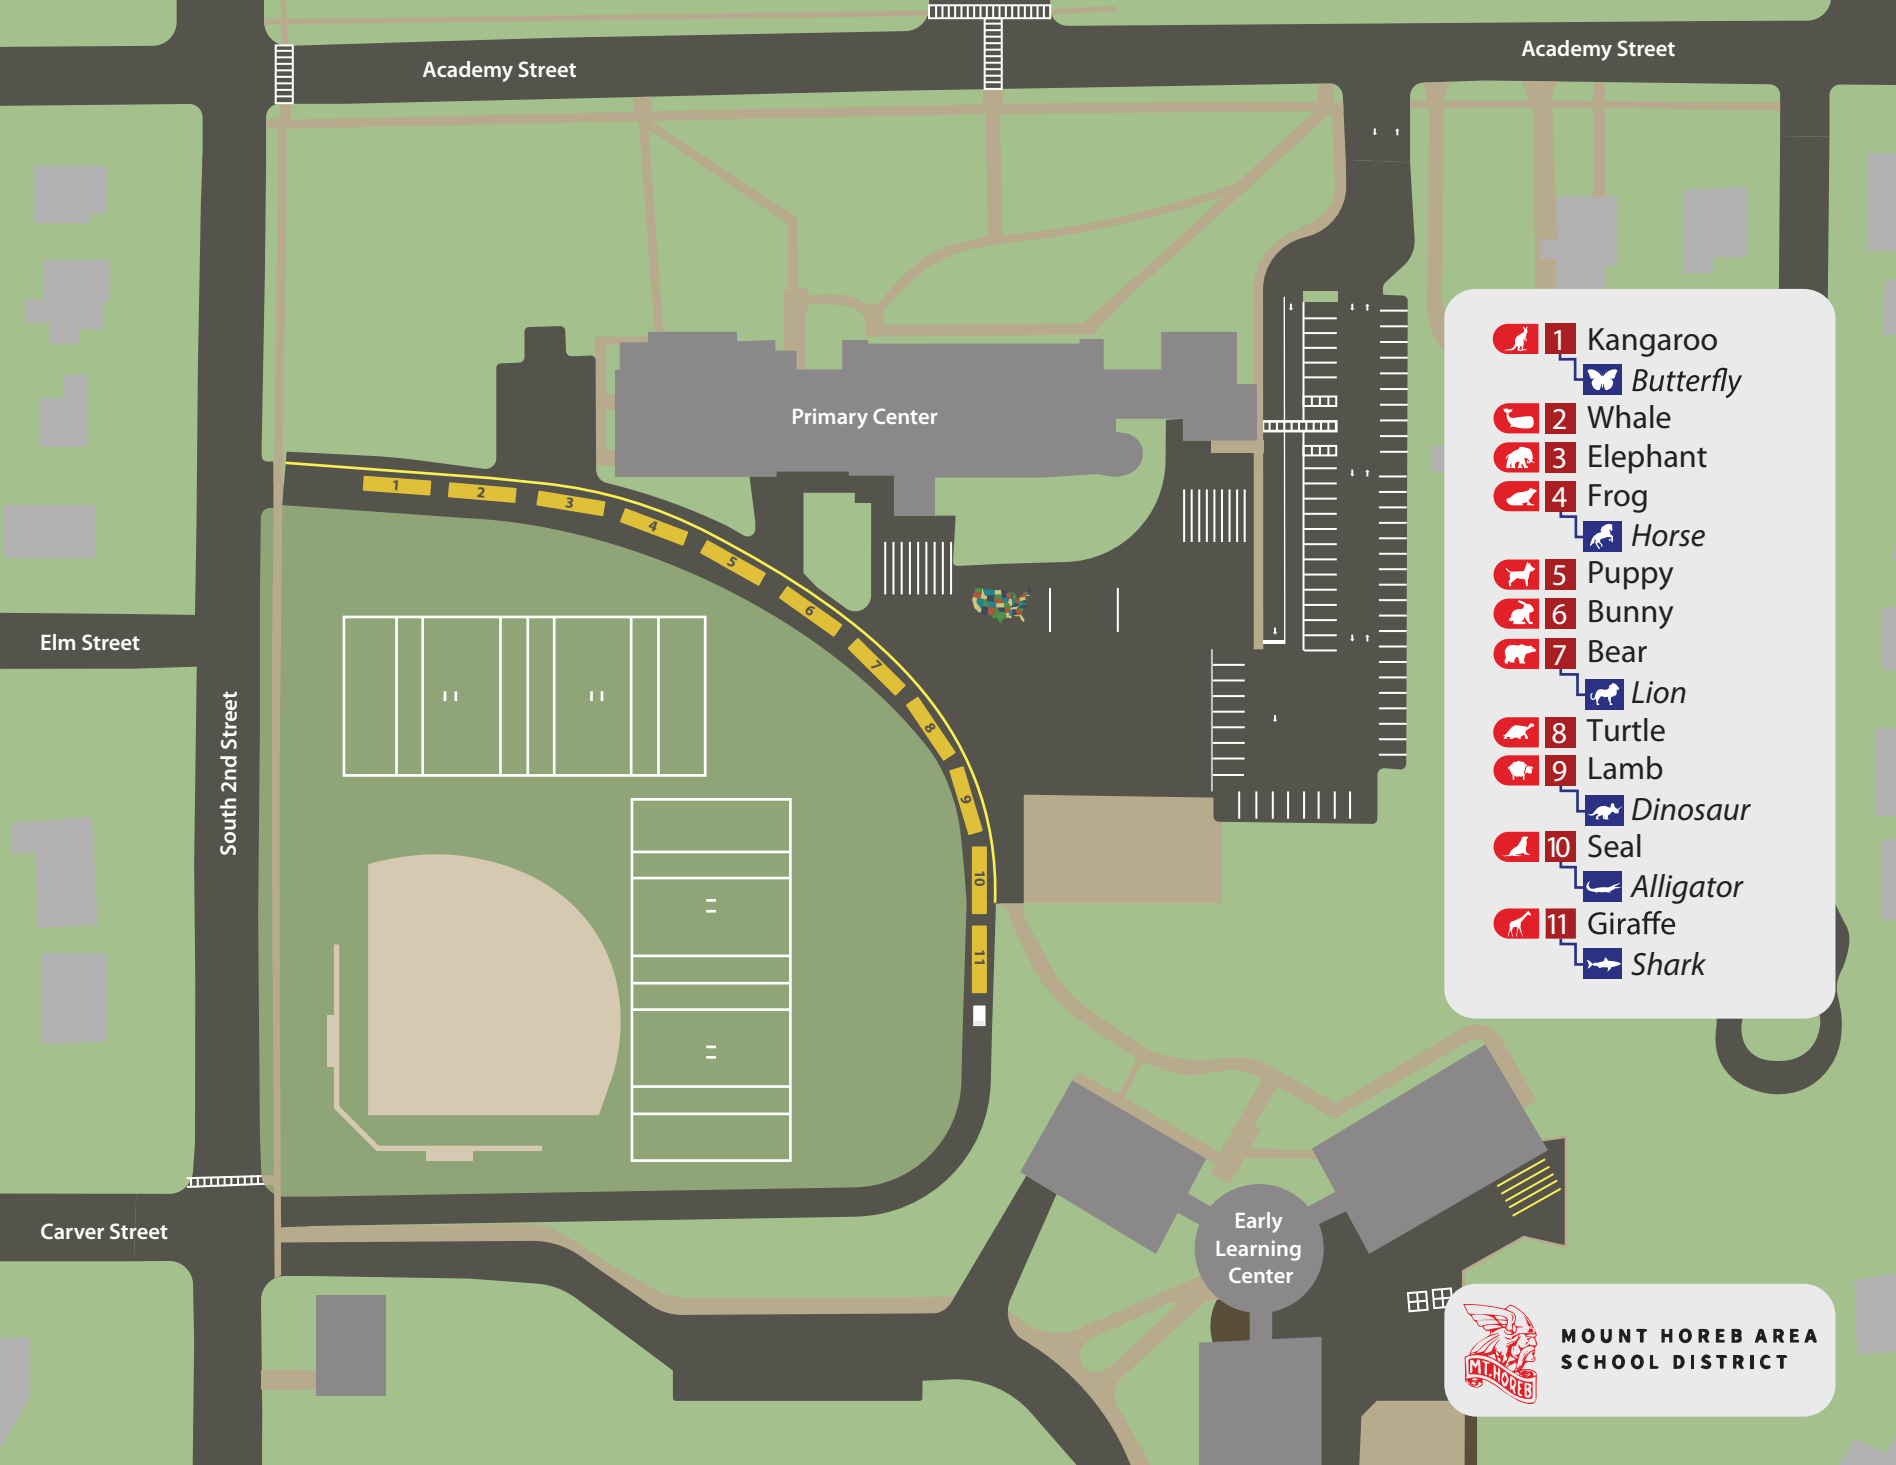 Academy Street
Academy Street
1 Kangaroo
Butterfly
2 Whale
3 Elephant
4 Frog
Horse
5 Puppy
6 Bunny
7 Bear
Lion
8 Turtle
9 Lamb
Dinosaur
10 Seal
Alligator
11 Giraffe
Shark
Primary Center
1
2
3
4
5
6
7
8
9
10
11
Elm Street
South 2nd Street
Carver Street
Early
Learning
Center
MT. HOREB
MOUNT HOREB AREA
SCHOOL DISTRICT